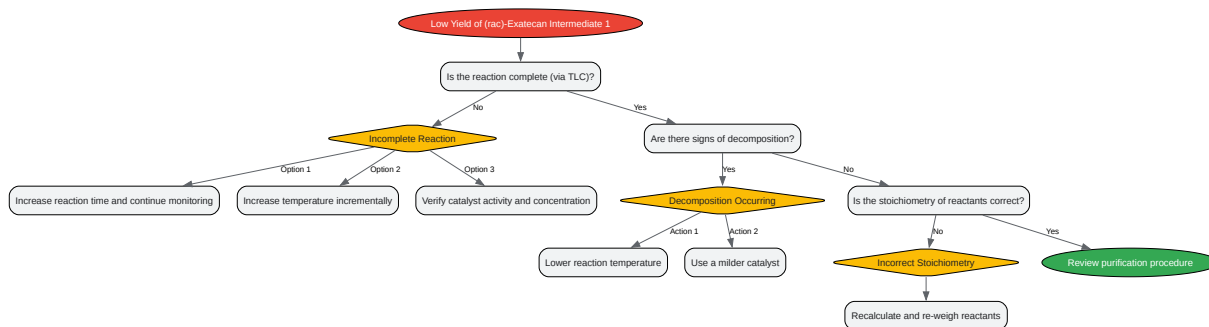 Low Yield of (rac)-Exatecan Intermediate 1
Is the reaction complete (via TLC)?
No
Yes
Incomplete Reaction
Are there signs of decomposition?
Option 1
Option 2
Option 3
Yes
No
Increase reaction time and continue monitoring
Increase temperature incrementally
Verify catalyst activity and concentration
Decomposition Occurring
Is the stoichiometry of reactants correct?
Action 1
Action 2
No
Yes
Lower reaction temperature
Use a milder catalyst
Incorrect Stoichiometry
Review purification procedure
Recalculate and re-weigh reactants